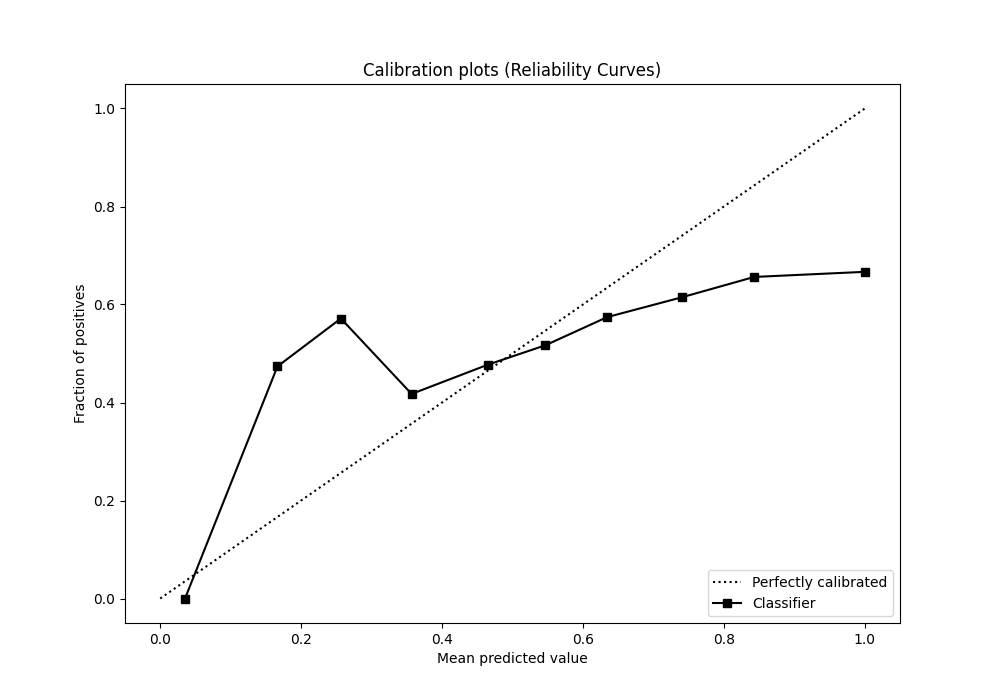 Calibration plots (Reliability Curves)
1.0
0.8
0.6
0.4
0.2
0.0
Fraction of positives
Perfectly calibrated
Classifier
0.0 0.2 0.4 0.6 0.8 1.0
Mean predicted value